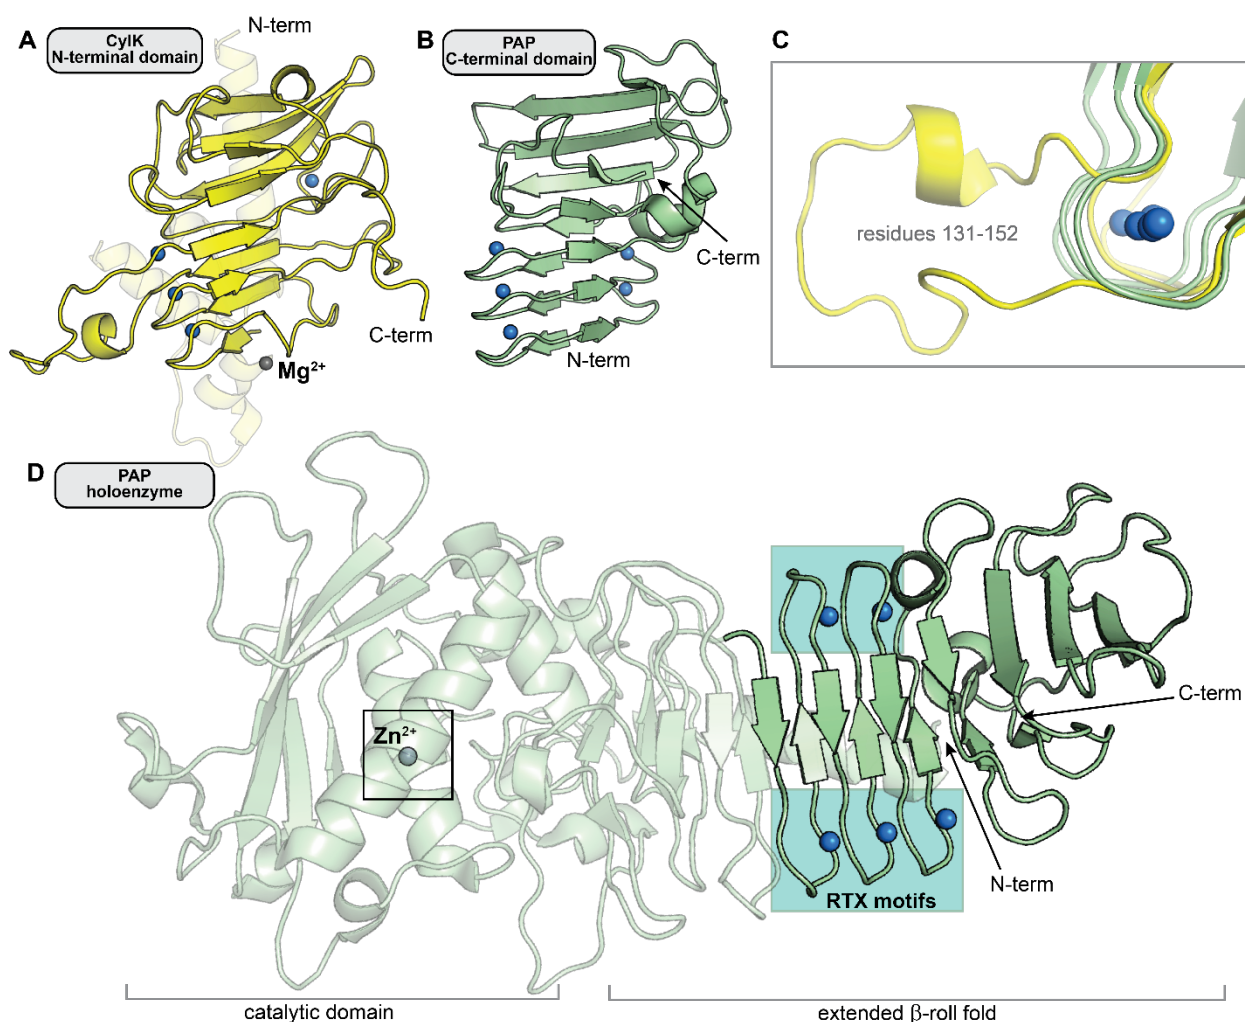 A
CylK
N-terminal domain
N-term
C-term
Mg²⁺
B
PAP
C-terminal domain
C-term
N-term
C
residues 131-152
D
PAP
holoenzyme
Zn²⁺
C-term
N-term
RTX motifs
catalytic domain
extended β-roll fold